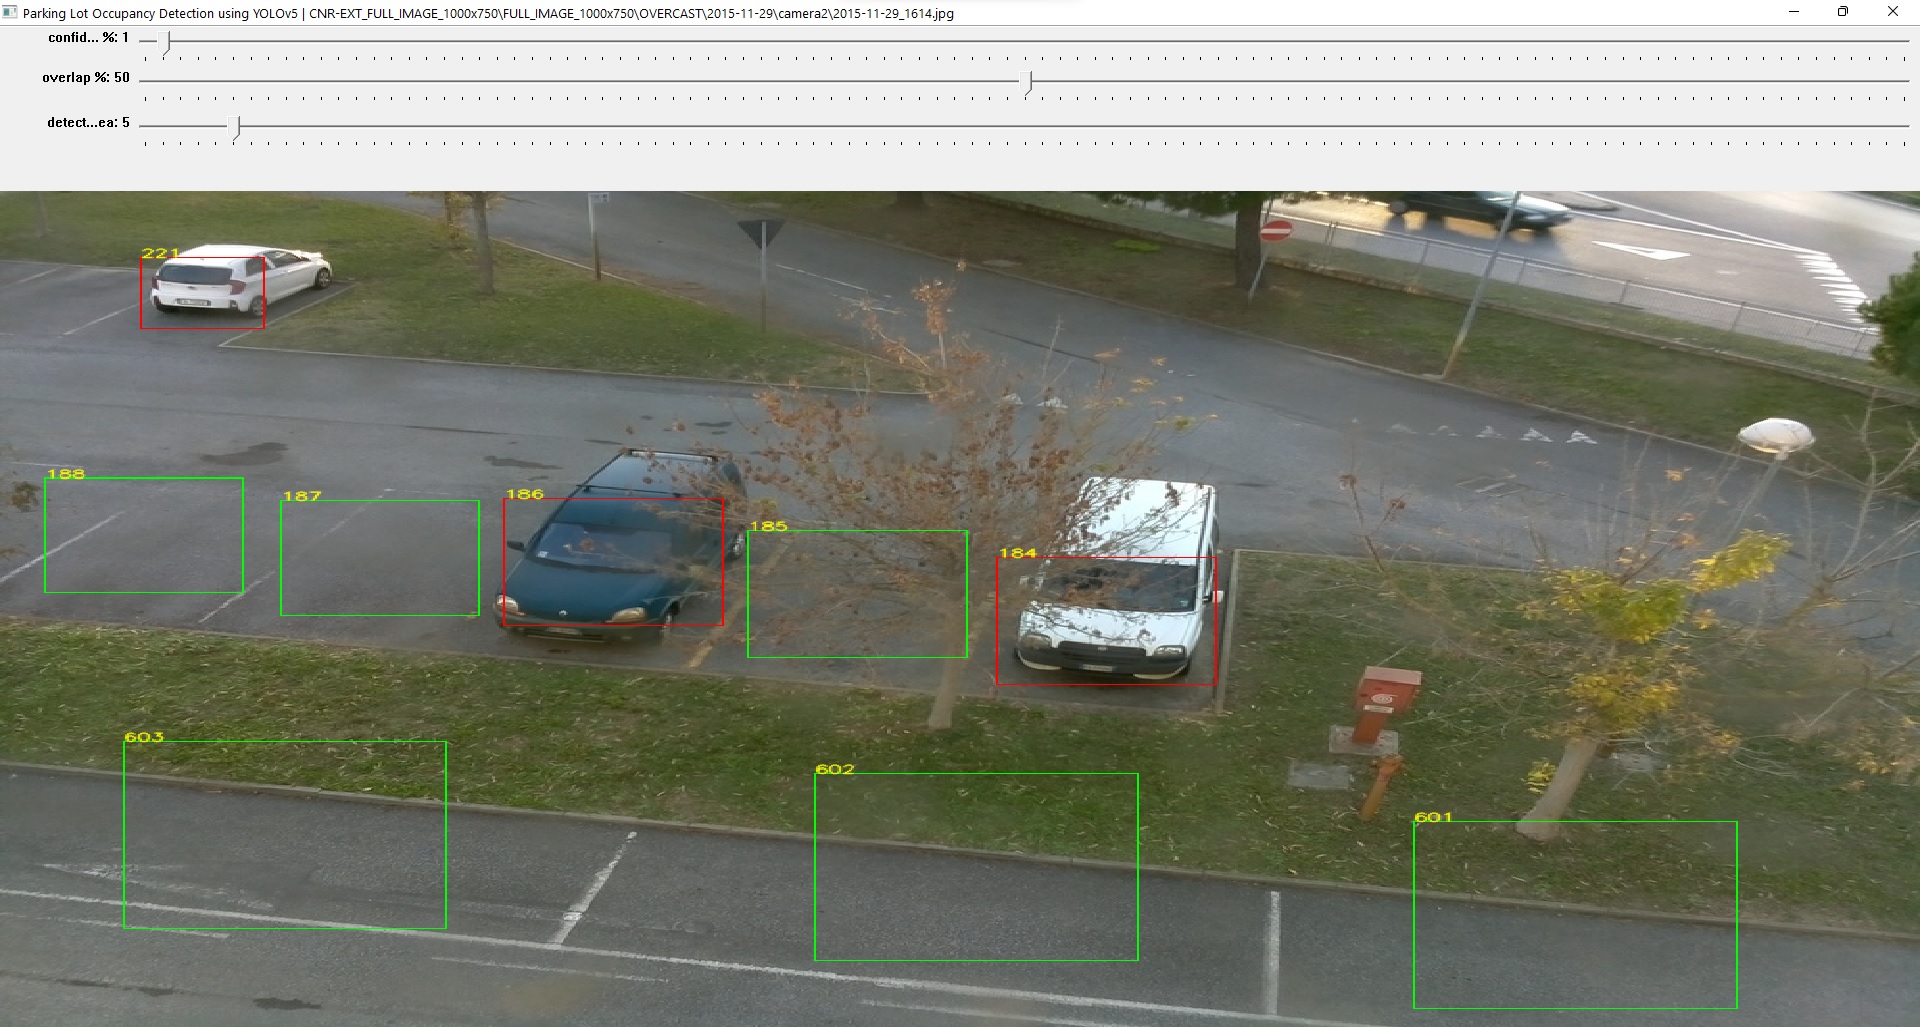 Parking Lot Occupancy Detection using YOLOv5 | CNR-EXT_FULL_IMAGE_1000x750\FULL_IMAGE_1000x750\OVERCAST\2015-11-29\camera2\2015-11-29_1614.jpg
confid... %: 1
overlap %: 50
detect...ea: 5
221
188
187
186
185
184
603
602
601